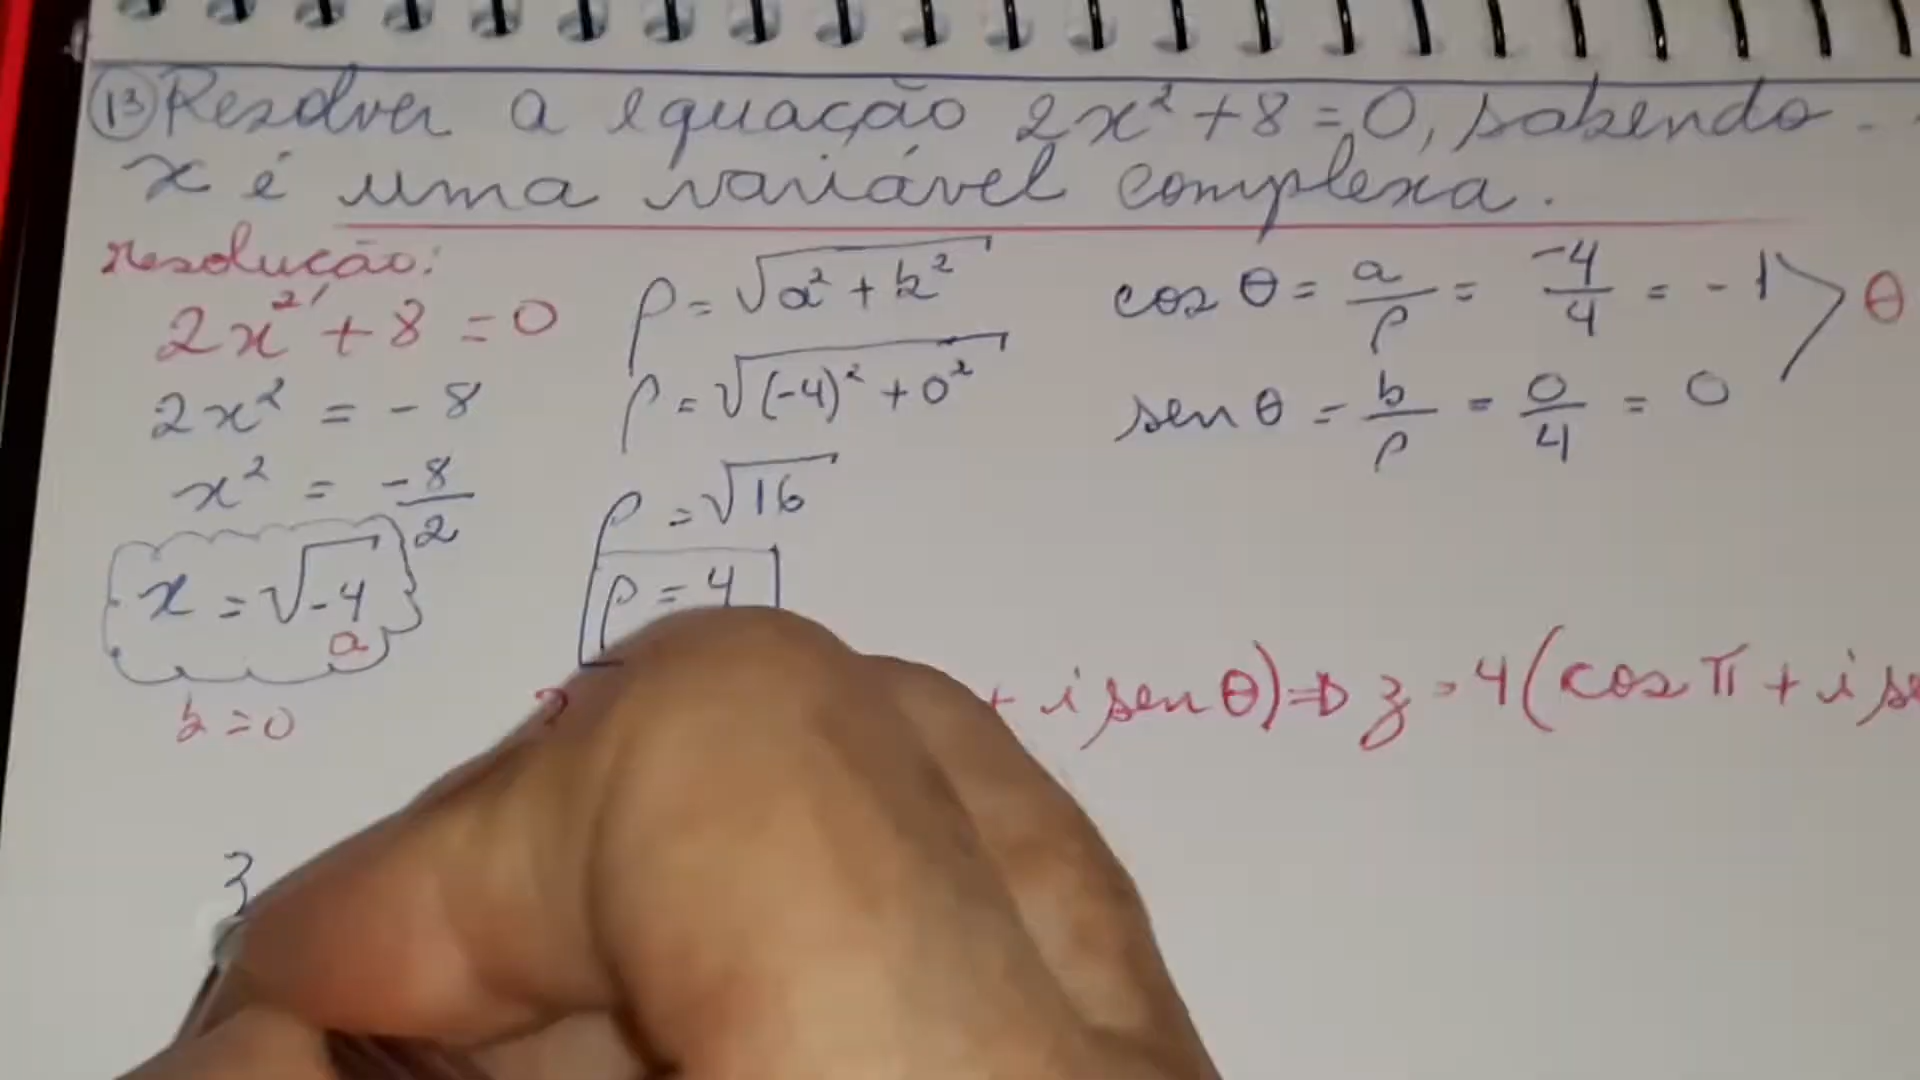 13 Resolver a equação 2x² + 8 = 0, sabendo
x é uma variável complexa.
resolução:
2x² + 8 = 0
2x² = - 8
x² = -8/2
x = √-4
a
b = 0
ρ = √a² + b²
ρ = √(-4)² + 0²
ρ = √16
ρ = 4
cos θ = a/ρ = -4/4 = - 1
sen θ = b/ρ = 0/4 = 0
θ
+ i sen θ) => z = 4 (cos π + i se
z